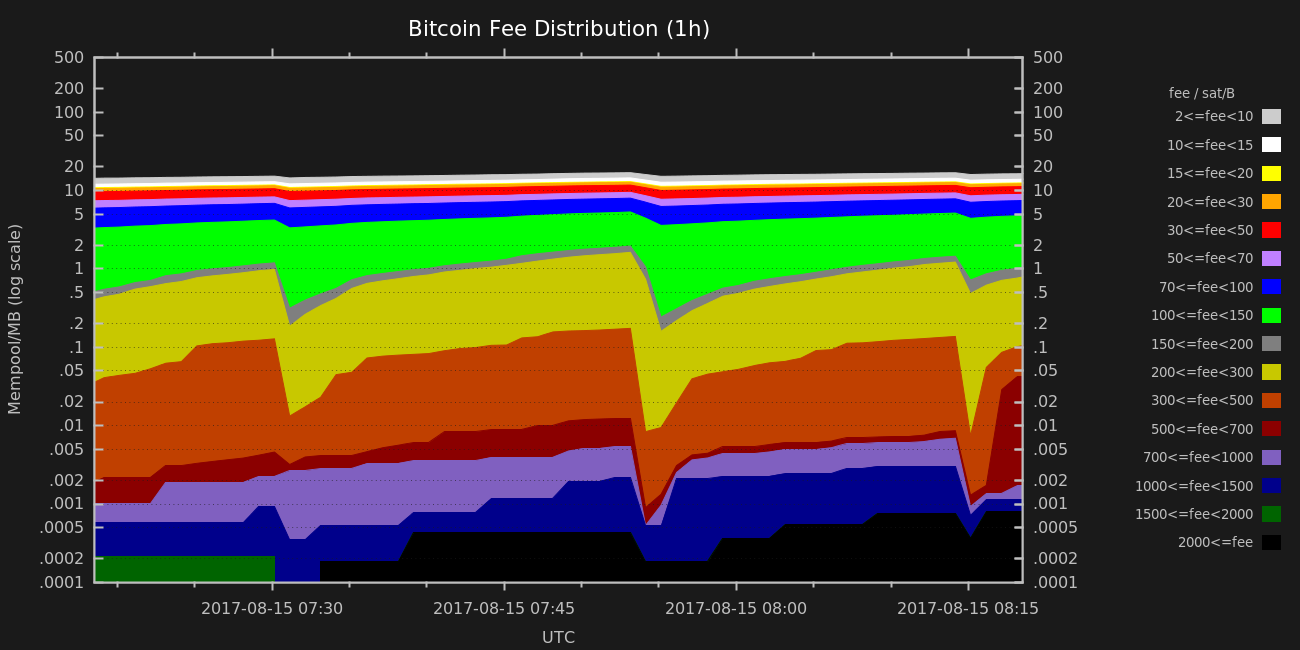 Bitcoin Fee Distribution (1h)
Mempool/MB (log scale)
500
200
100
50
20
10
5
2
1
.5
.2
.1
.05
.02
.01
.005
.002
.001
.0005
.0002
.0001
500
200
100
50
20
10
5
2
1
.5
.2
.1
.05
.02
.01
.005
.002
.001
.0005
.0002
.0001
2017-08-15 07:30
2017-08-15 07:45
2017-08-15 08:00
2017-08-15 08:15
UTC
fee / sat/B
2<=fee<10
10<=fee<15
15<=fee<20
20<=fee<30
30<=fee<50
50<=fee<70
70<=fee<100
100<=fee<150
150<=fee<200
200<=fee<300
300<=fee<500
500<=fee<700
700<=fee<1000
1000<=fee<1500
1500<=fee<2000
2000<=fee